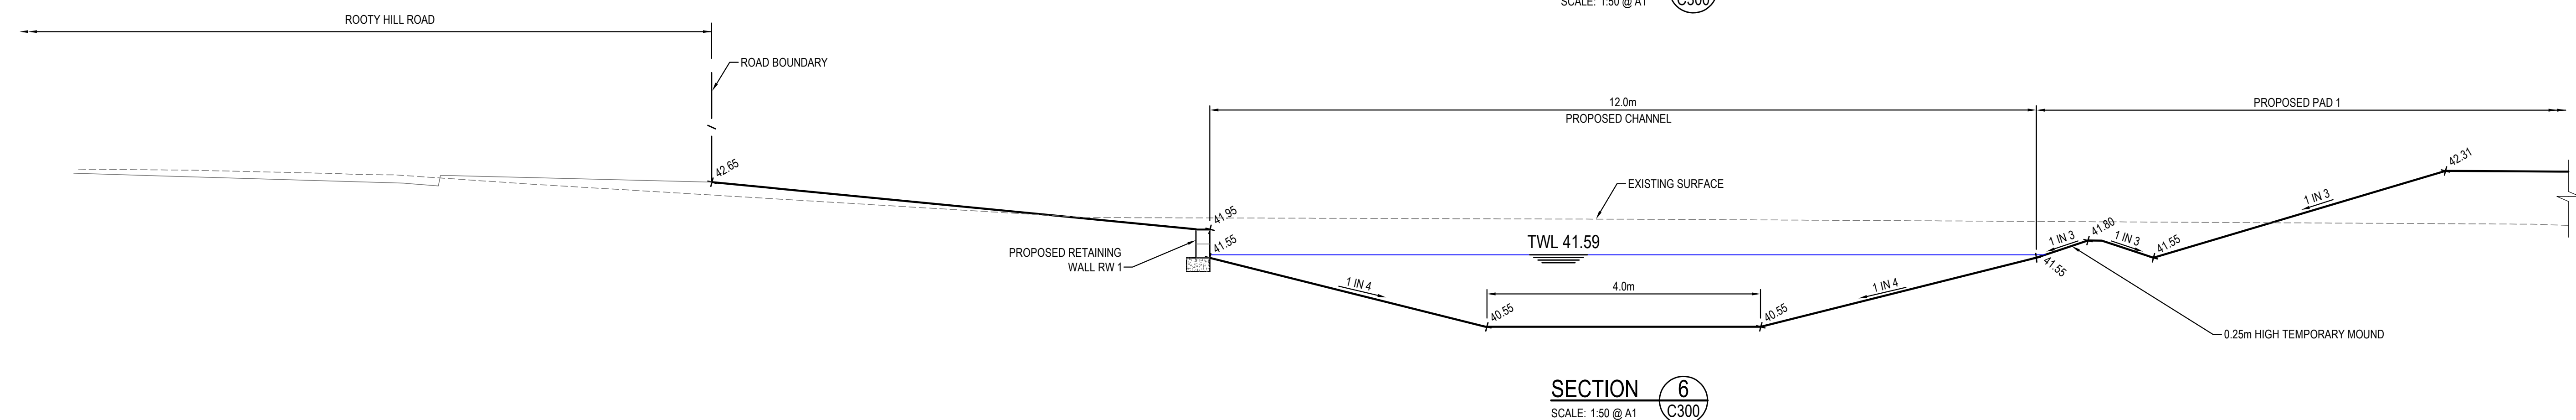 SCALE: 1:50 @ A1
C300
ROOTY HILL ROAD
ROAD BOUNDARY
12.0m
PROPOSED CHANNEL
PROPOSED PAD 1
42.65
EXISTING SURFACE
42.31
41.95
41.55
PROPOSED RETAINING
WALL RW 1
TWL 41.59
1 IN 3
41.80
1 IN 3
41.55
1 IN 3
41.55
1 IN 4
4.0m
1 IN 4
40.55
40.55
0.25m HIGH TEMPORARY MOUND
SECTION 6
SCALE: 1:50 @ A1 C300